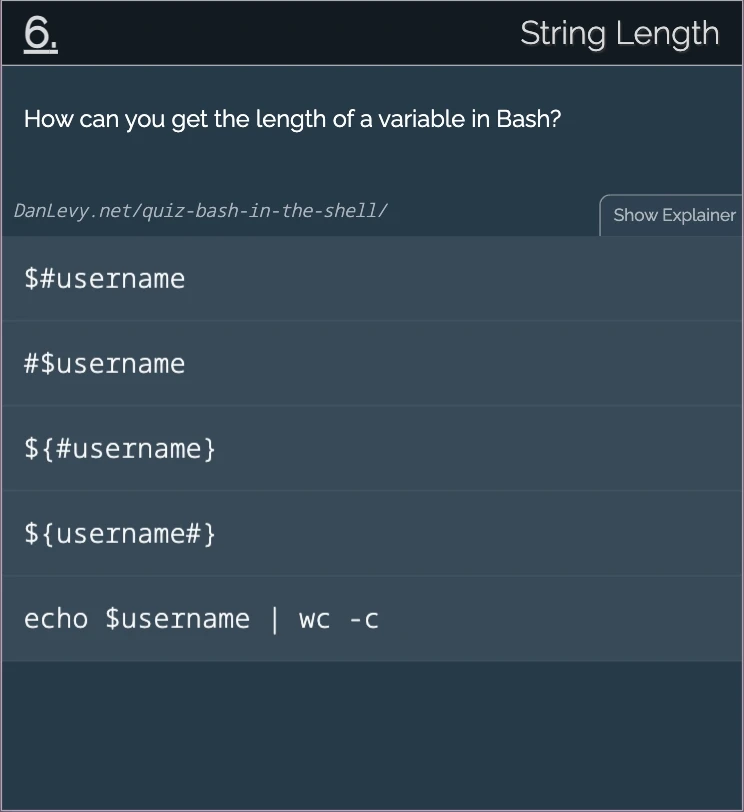 6.
String Length
How can you get the length of a variable in Bash?
DanLevy.net/quiz-bash-in-the-shell/
Show Explainer
$#username
#$username
${#username}
${username#}
echo $username | wc -c